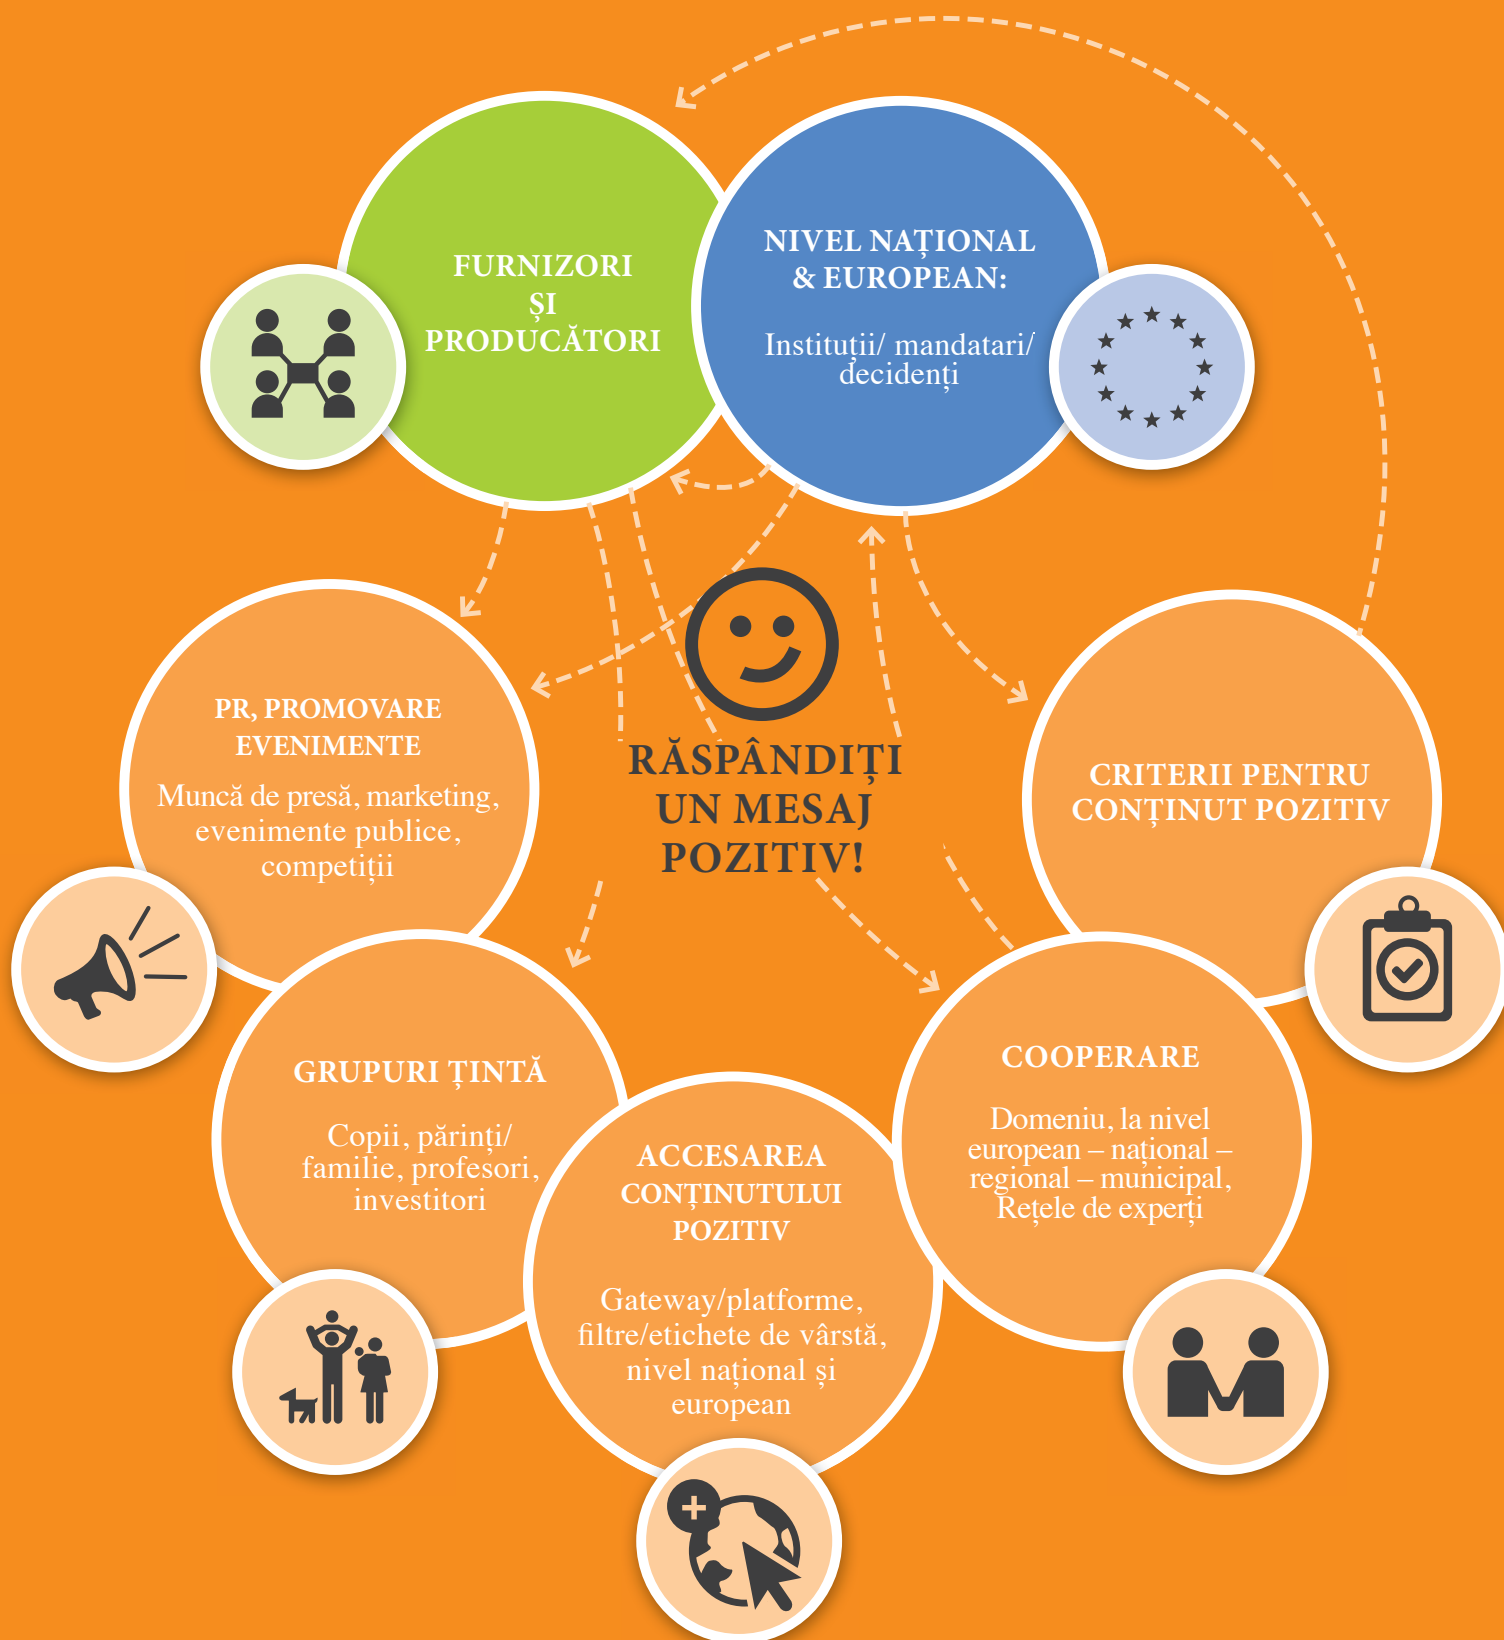 FURNIZORI
ȘI
PRODUCĂTORI
NIVEL NAȚIONAL
& EUROPEAN:
Instituții/ mandatari/
decidenți
PR, PROMOVARE
EVENIMENTE
Muncă de presă, marketing,
evenimente publice,
competiții
RĂSPÂNDIȚI
UN MESAJ
POZITIV!
CRITERII PENTRU
CONȚINUT POZITIV
GRUPURI ȚINTĂ
Copii, părinți/
familie, profesori,
investitori
ACCESAREA
CONȚINUTULUI
POZITIV
Gateway/platforme,
filtre/etichete de vârstă,
nivel național și
european
COOPERARE
Domeniu, la nivel
european – național –
regional – municipal,
Rețele de experți